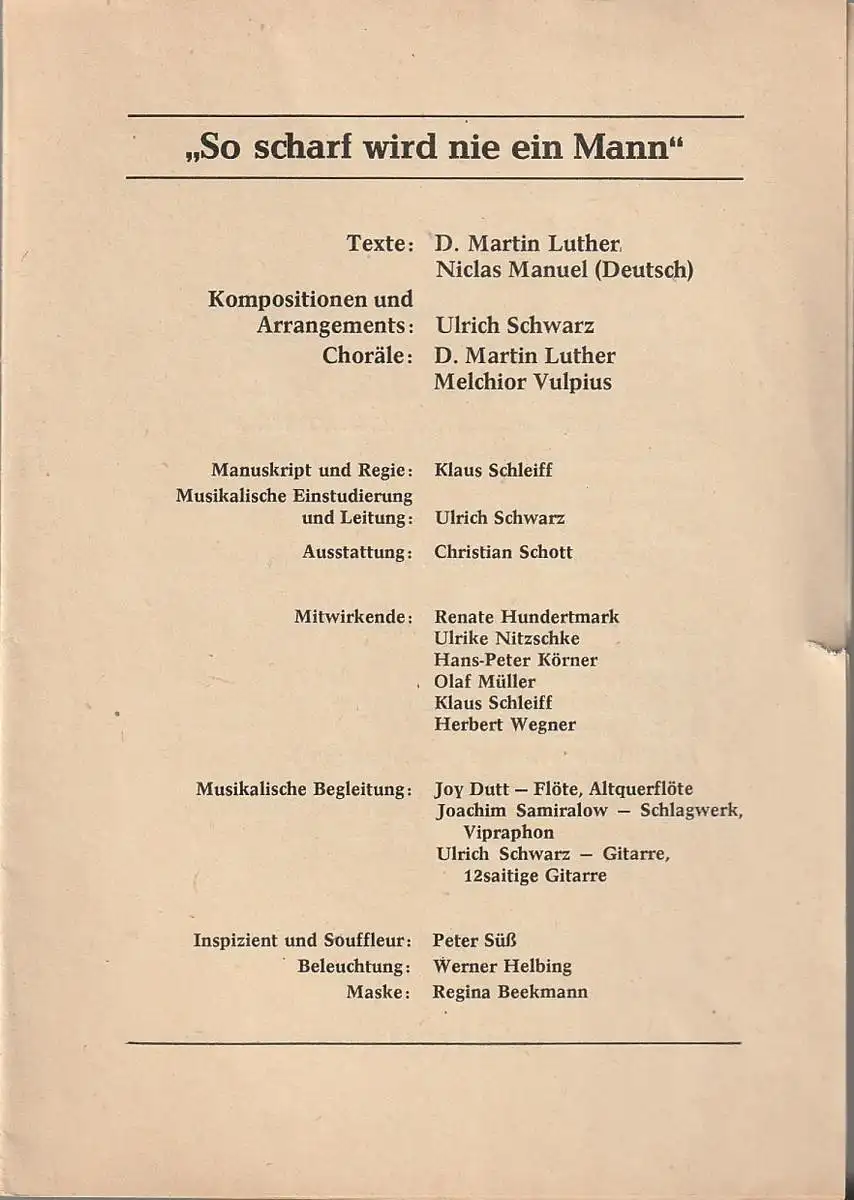 „So scharf wird nie ein Mann“
Texte: D. Martin Luther
Niclas Manuel (Deutsch)
Kompositionen und
Arrangements: Ulrich Schwarz
Choräle: D. Martin Luther
Melchior Vulpius
Manuskript und Regie: Klaus Schleiff
Musikalische Einstudierung
und Leitung: Ulrich Schwarz
Ausstattung: Christian Schott
Mitwirkende: Renate Hundertmark
Ulrike Nitzschke
Hans-Peter Körner
Olaf Müller
Klaus Schleiff
Herbert Wegner
Musikalische Begleitung: Joy Dutt — Flöte, Altquerflöte
Joachim Samiralow — Schlagwerk,
Vipraphon
Ulrich Schwarz — Gitarre,
12saitige Gitarre
Inspizient und Souffleur: Peter Süß
Beleuchtung: Werner Helbing
Maske: Regina Beekmann